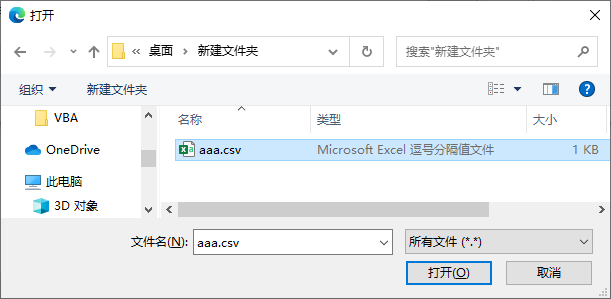 打开
« 桌面 › 新建文件夹
搜索"新建文件夹"
组织 新建文件夹
名称 类型 大小
VBA
OneDrive
此电脑
3D 对象
aaa.csv Microsoft Excel 逗号分隔值文件 1 KB
文件名(N): aaa.csv 所有文件 (*.*)
打开(O) 取消